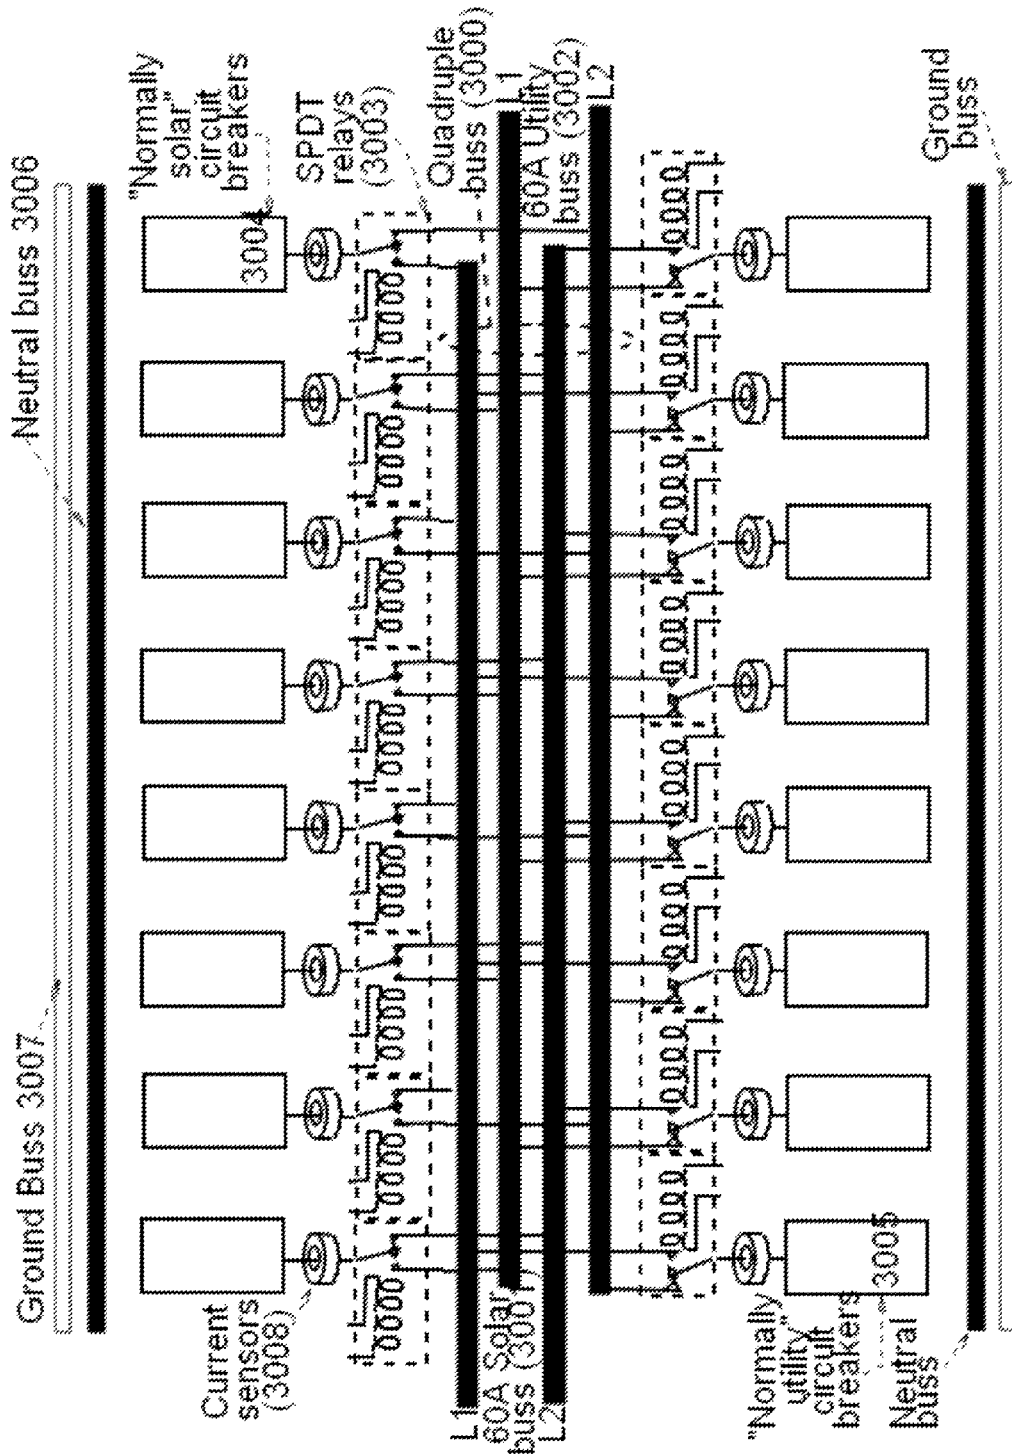 Neutral buss 3006
Ground Buss 3007
"Normally
solar"
circuit
breakers
3004
SPDT
relays
(3003)
Quadruple
buss (3000)
L1
60A Utility
buss (3002)
L2
Ground
buss
Current
sensors
(3008)
L1
60A Solar
buss (3001)
L2
"Normally
utility"
circuit
breakers
3005
Neutral
buss